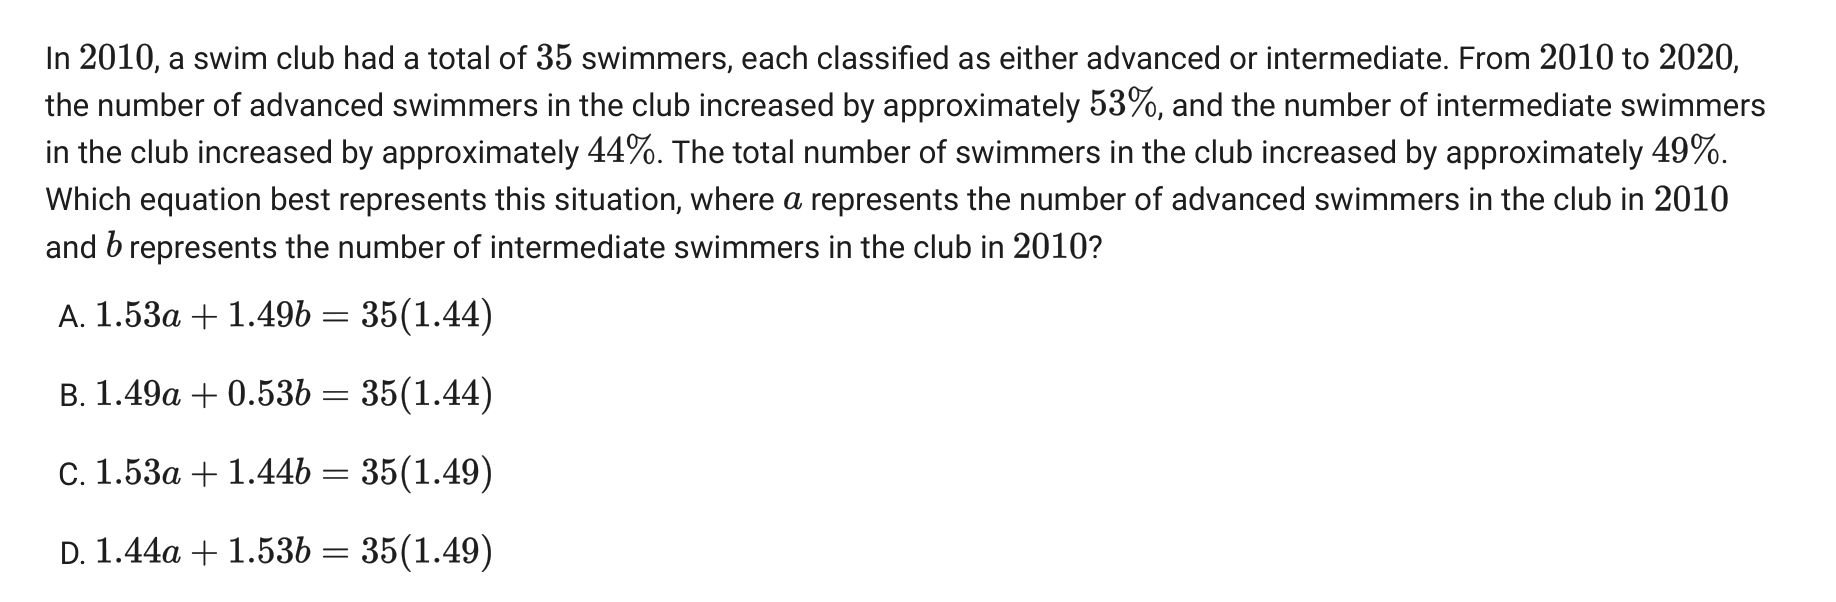 In 2010, a swim club had a total of 35 swimmers, each classified as either advanced or intermediate. From 2010 to 2020,
the number of advanced swimmers in the club increased by approximately 53%, and the number of intermediate swimmers
in the club increased by approximately 44%. The total number of swimmers in the club increased by approximately 49%.
Which equation best represents this situation, where a represents the number of advanced swimmers in the club in 2010
and b represents the number of intermediate swimmers in the club in 2010?
A. 1.53a + 1.49b = 35(1.44)
B. 1.49a + 0.53b = 35(1.44)
C. 1.53a + 1.44b = 35(1.49)
D. 1.44a + 1.53b = 35(1.49)